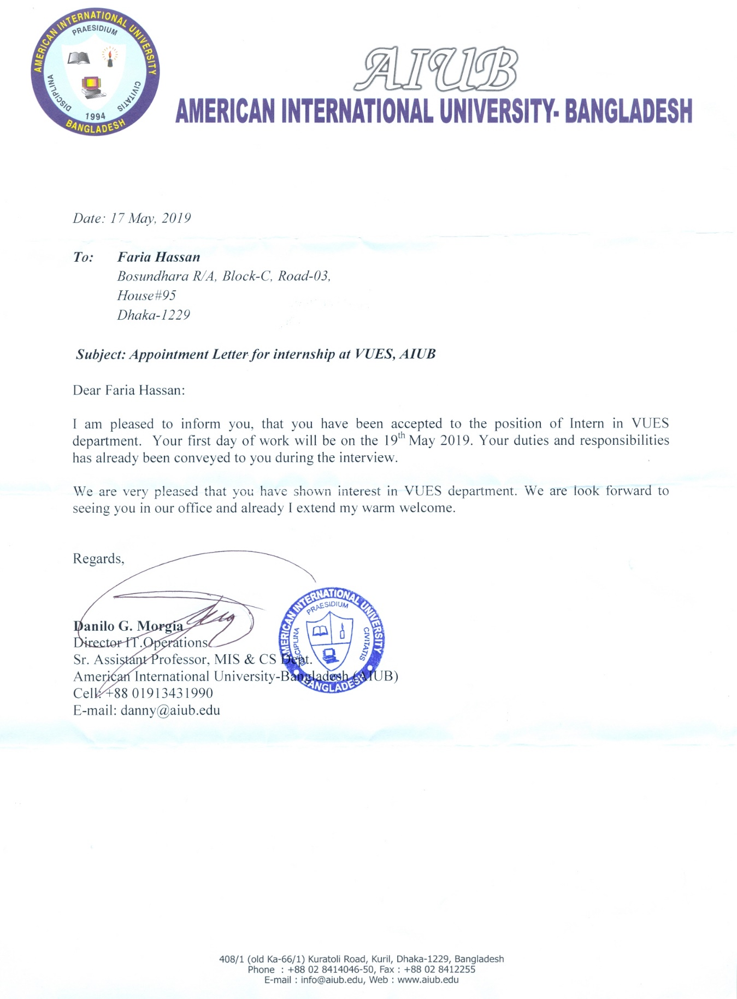 AMERICAN INTERNATIONAL UNIVERSITY
PRAESIDIUM
DISCIPLINA
CIVITATIS
1994
BANGLADESH
AIUB
AMERICAN INTERNATIONAL UNIVERSITY- BANGLADESH
Date: 17 May, 2019
To: Faria Hassan
Bosundhara R/A, Block-C, Road-03,
House#95
Dhaka-1229
Subject: Appointment Letter for internship at VUES, AIUB
Dear Faria Hassan:
I am pleased to inform you, that you have been accepted to the position of Intern in VUES
department. Your first day of work will be on the 19th May 2019. Your duties and responsibilities
has already been conveyed to you during the interview.
We are very pleased that you have shown interest in VUES department. We are look forward to
seeing you in our office and already I extend my warm welcome.
Regards,
Danilo G. Morgia
Director IT.Operations
Sr. Assistant Professor, MIS & CS Dept.
American International University-Bangladesh (AIUB)
Cell: +88 01913431990
E-mail: danny@aiub.edu
AMERICAN INTERNATIONAL UNIVERSITY
PRAESIDIUM
DISCIPLINA
CIVITATIS
1994
BANGLADESH
408/1 (old Ka-66/1) Kuratoli Road, Kuril, Dhaka-1229, Bangladesh
Phone : +88 02 8414046-50, Fax : +88 02 8412255
E-mail : info@aiub.edu, Web : www.aiub.edu